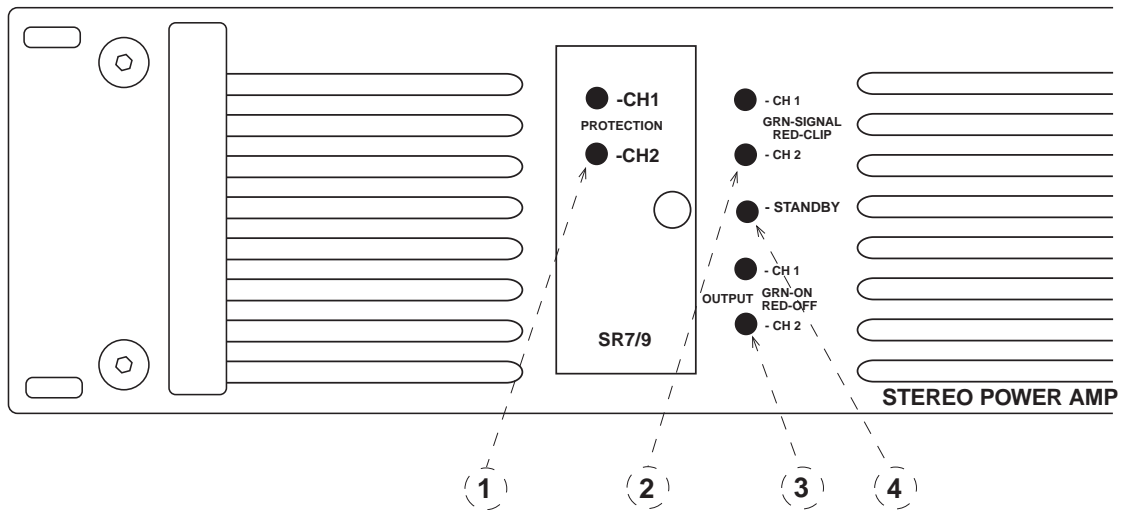 -CH1
PROTECTION
-CH2
SR7/9
- CH 1
GRN-SIGNAL
RED-CLIP
- CH 2
- STANDBY
- CH 1
OUTPUT GRN-ON
RED-OFF
- CH 2
STEREO POWER AMP
1 2 3 4